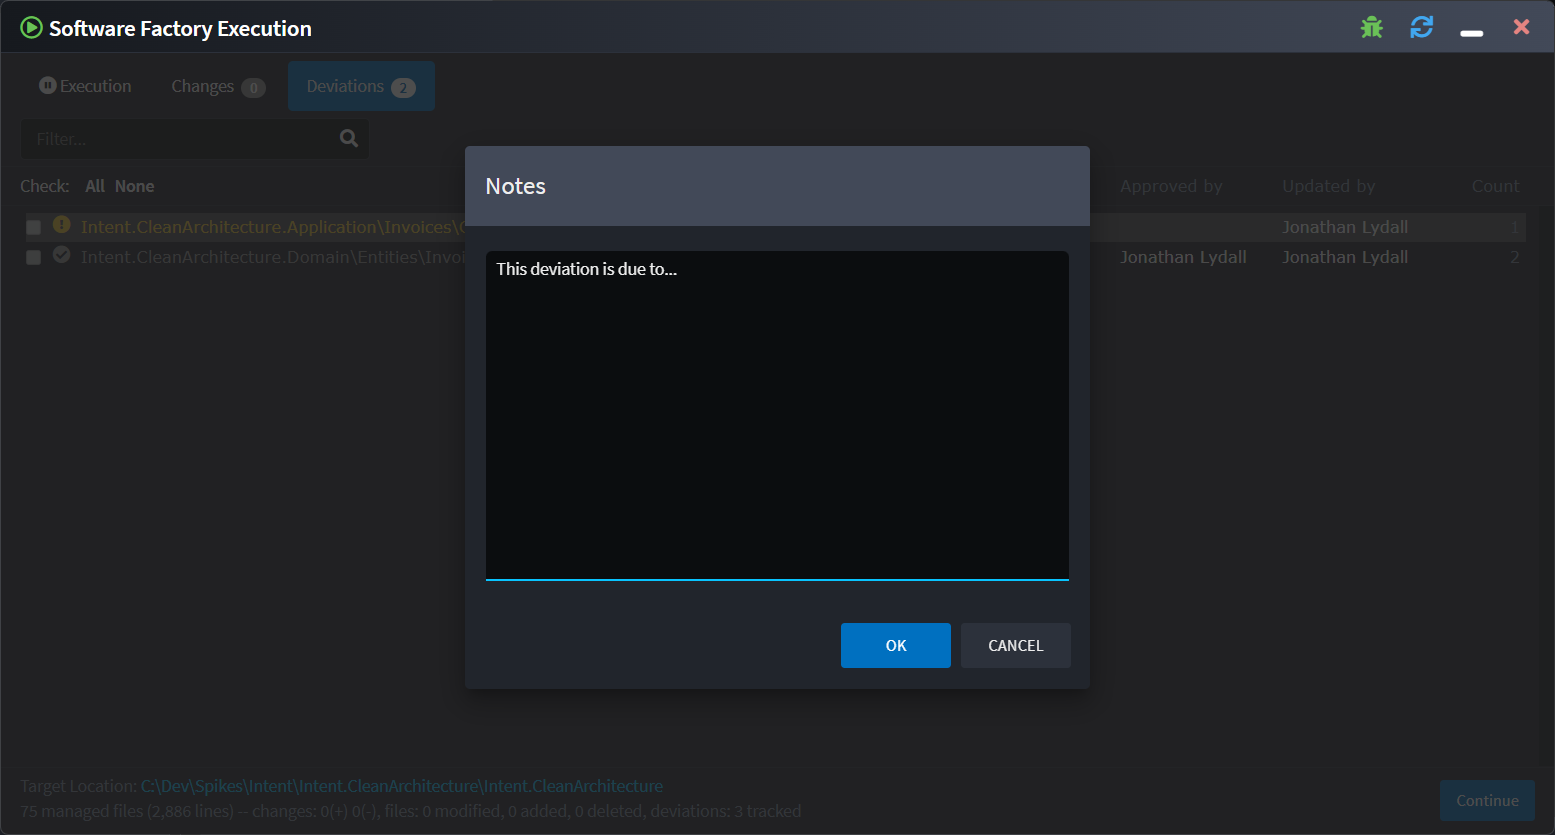 Software Factory Execution
Execution Changes 0 Deviations 2
Filter...
Check: All None Approved by Updated by Count
Intent.CleanArchitecture.Application\Invoices\ Jonathan Lydall 1
Intent.CleanArchitecture.Domain\Entities\Invoi Jonathan Lydall Jonathan Lydall 2
Notes
This deviation is due to...
OK CANCEL
Target Location: C:\Dev\Spikes\Intent\Intent.CleanArchitecture\Intent.CleanArchitecture
75 managed files (2,886 lines) – changes: 0(+) 0(-), files: 0 modified, 0 added, 0 deleted, deviations: 3 tracked
Continue